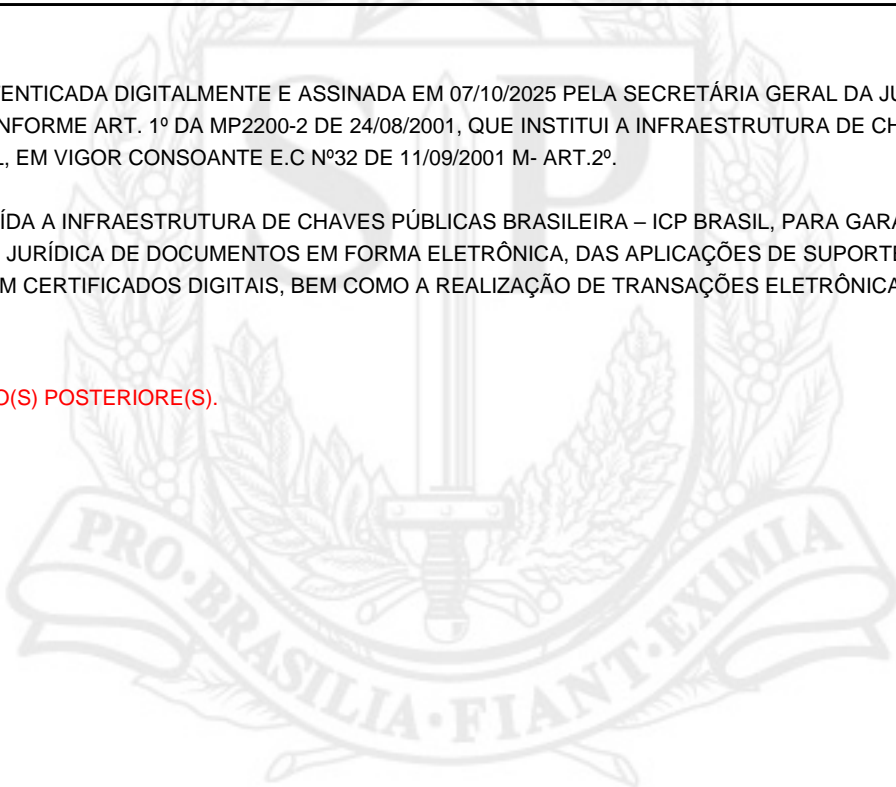 ENTICADA DIGITALMENTE E ASSINADA EM 07/10/2025 PELA SECRETÁRIA GERAL DA JU
NFORME ART. 1º DA MP2200-2 DE 24/08/2001, QUE INSTITUI A INFRAESTRUTURA DE CH
L, EM VIGOR CONSOANTE E.C Nº32 DE 11/09/2001 M- ART.2º.
ÍDA A INFRAESTRUTURA DE CHAVES PÚBLICAS BRASILEIRA – ICP BRASIL, PARA GARA
JURÍDICA DE DOCUMENTOS EM FORMA ELETRÔNICA, DAS APLICAÇÕES DE SUPORTE
M CERTIFICADOS DIGITAIS, BEM COMO A REALIZAÇÃO DE TRANSAÇÕES ELETRÔNICA
O(S) POSTERIORE(S).
SP
PRO·BRASILIA·FIANT·EXIMIA